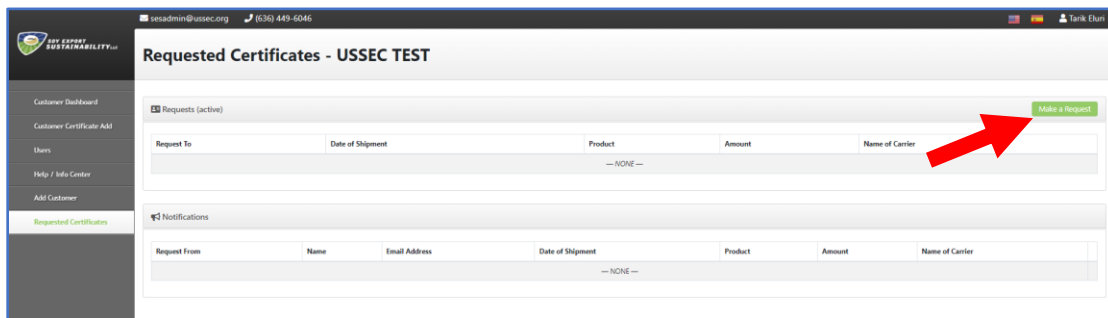 sesadmin@ussec.org (636) 449-6046 Tarik Eluri
SOY EXPORT
SUSTAINABILITY LLC
Requested Certificates - USSEC TEST
Customer Dashboard
Customer Certificate Add
Users
Help / Info Center
Add Customer
Requested Certificates
Requests (active) Make a Request
Request To Date of Shipment Product Amount Name of Carrier
— NONE —
Notifications
Request From Name Email Address Date of Shipment Product Amount Name of Carrier
— NONE —